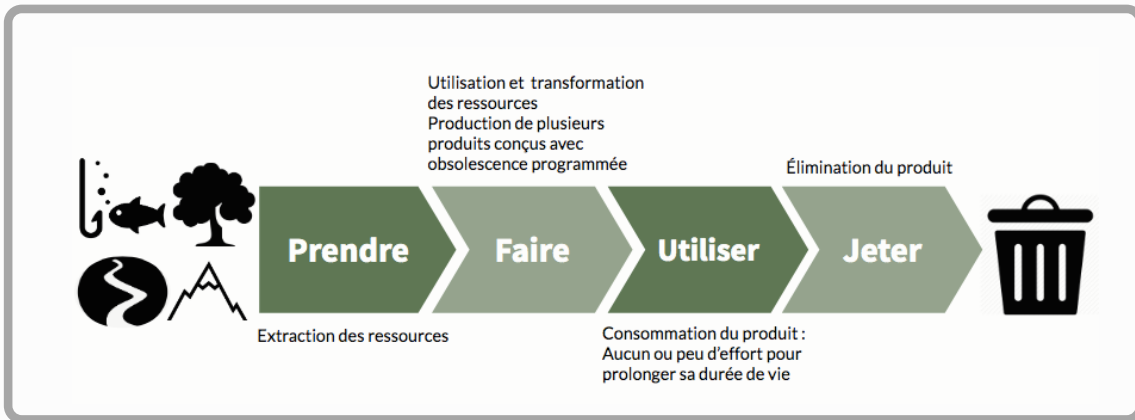 Utilisation et transformation
des ressources
Production de plusieurs
produits conçus avec
obsolescence programmée
Élimination du produit
Prendre
Faire
Utiliser
Jeter
Extraction des ressources
Consommation du produit :
Aucun ou peu d'effort pour
prolonger sa durée de vie